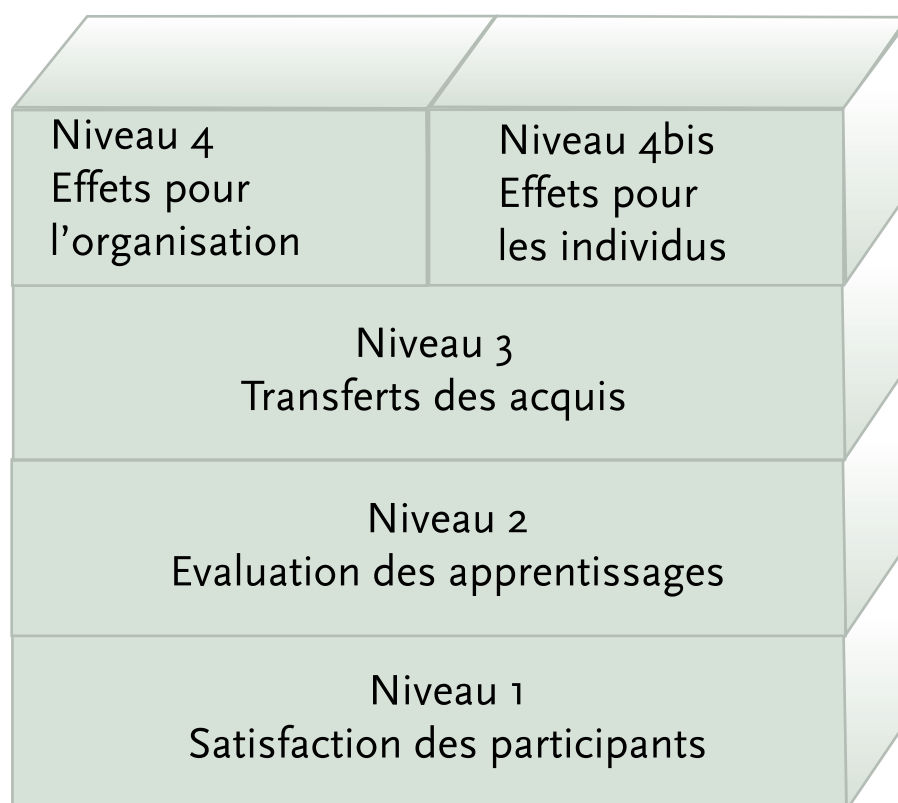 Niveau 4
Effets pour
l’organisation
Niveau 4bis
Effets pour
les individus
Niveau 3
Transferts des acquis
Niveau 2
Evaluation des apprentissages
Niveau 1
Satisfaction des participants